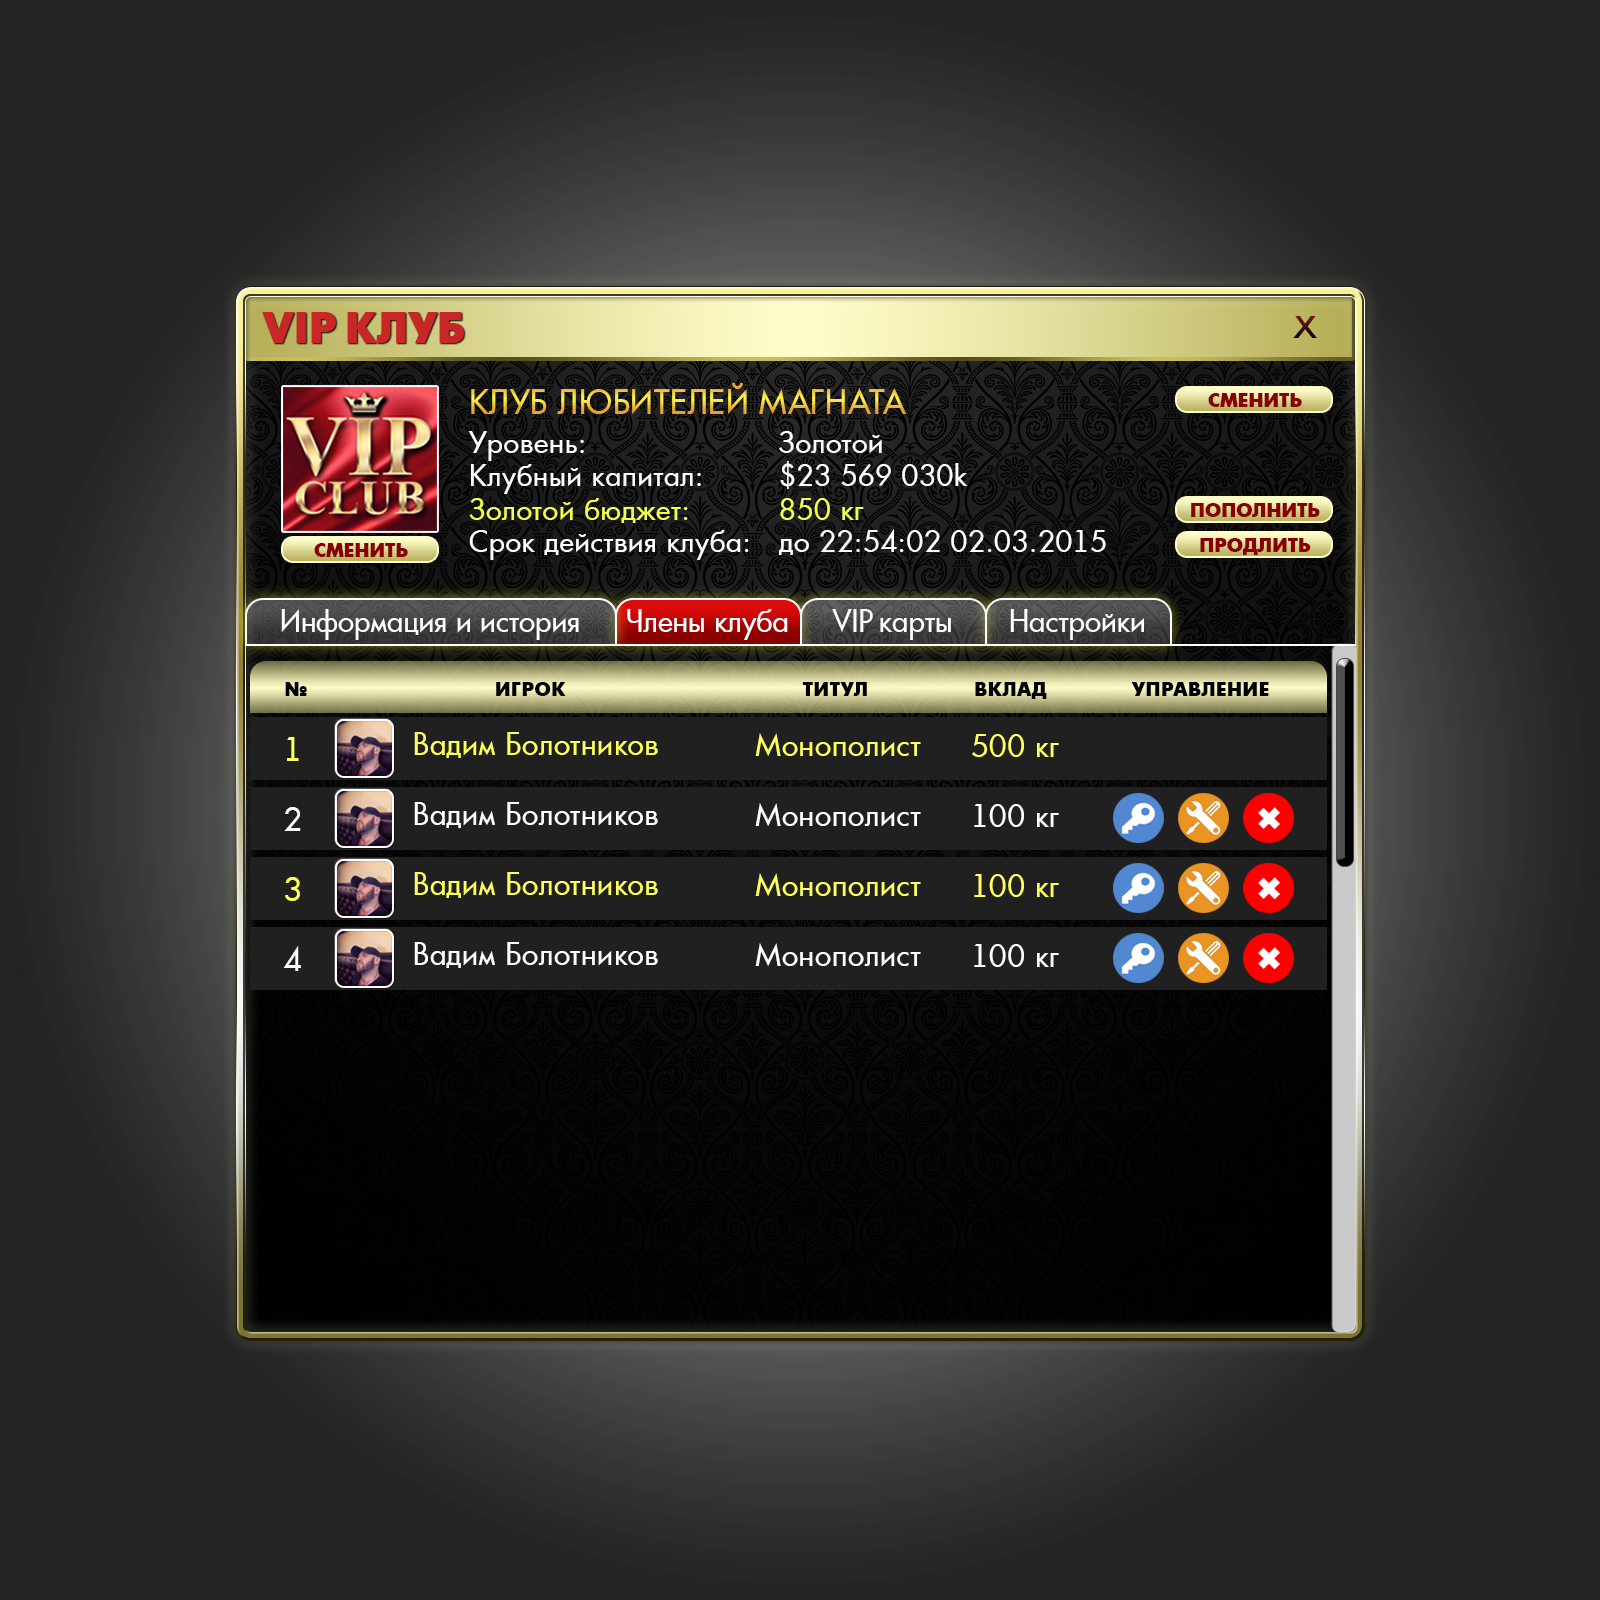 VIP КЛУБ X
VIP
CLUB
СМЕНИТЬ
КЛУБ ЛЮБИТЕЛЕЙ МАГНАТА СМЕНИТЬ
Уровень: Золотой
Клубный капитал: $23 569 030k
Золотой бюджет: 850 кг ПОПОЛНИТЬ
Срок действия клуба: до 22:54:02 02.03.2015 ПРОДЛИТЬ
Информация и история Члены клуба VIP карты Настройки
№ ИГРОК ТИТУЛ ВКЛАД УПРАВЛЕНИЕ
1 Вадим Болотников Монополист 500 кг
2 Вадим Болотников Монополист 100 кг
3 Вадим Болотников Монополист 100 кг
4 Вадим Болотников Монополист 100 кг